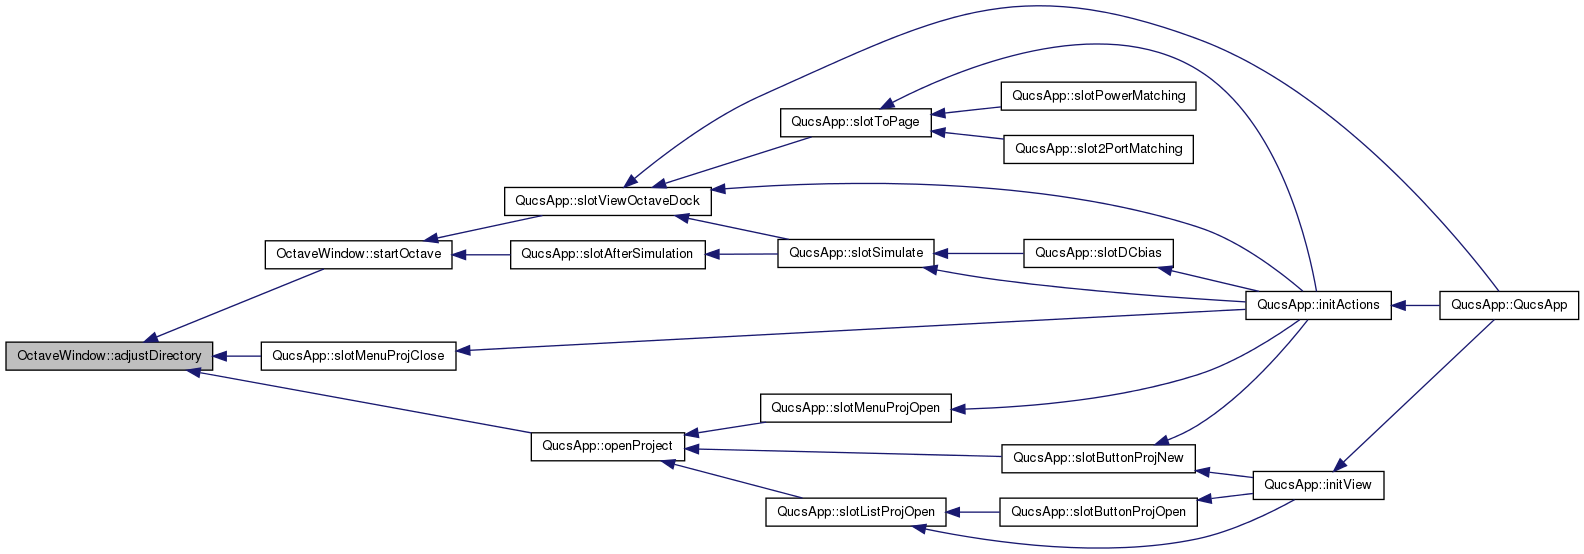 QucsApp::slotPowerMatching
QucsApp::slotToPage
QucsApp::slot2PortMatching
QucsApp::slotViewOctaveDock
OctaveWindow::startOctave
QucsApp::slotAfterSimulation
QucsApp::slotSimulate
QucsApp::slotDCbias
QucsApp::initActions
QucsApp::QucsApp
OctaveWindow::adjustDirectory
QucsApp::slotMenuProjClose
QucsApp::slotMenuProjOpen
QucsApp::openProject
QucsApp::slotButtonProjNew
QucsApp::initView
QucsApp::slotListProjOpen
QucsApp::slotButtonProjOpen